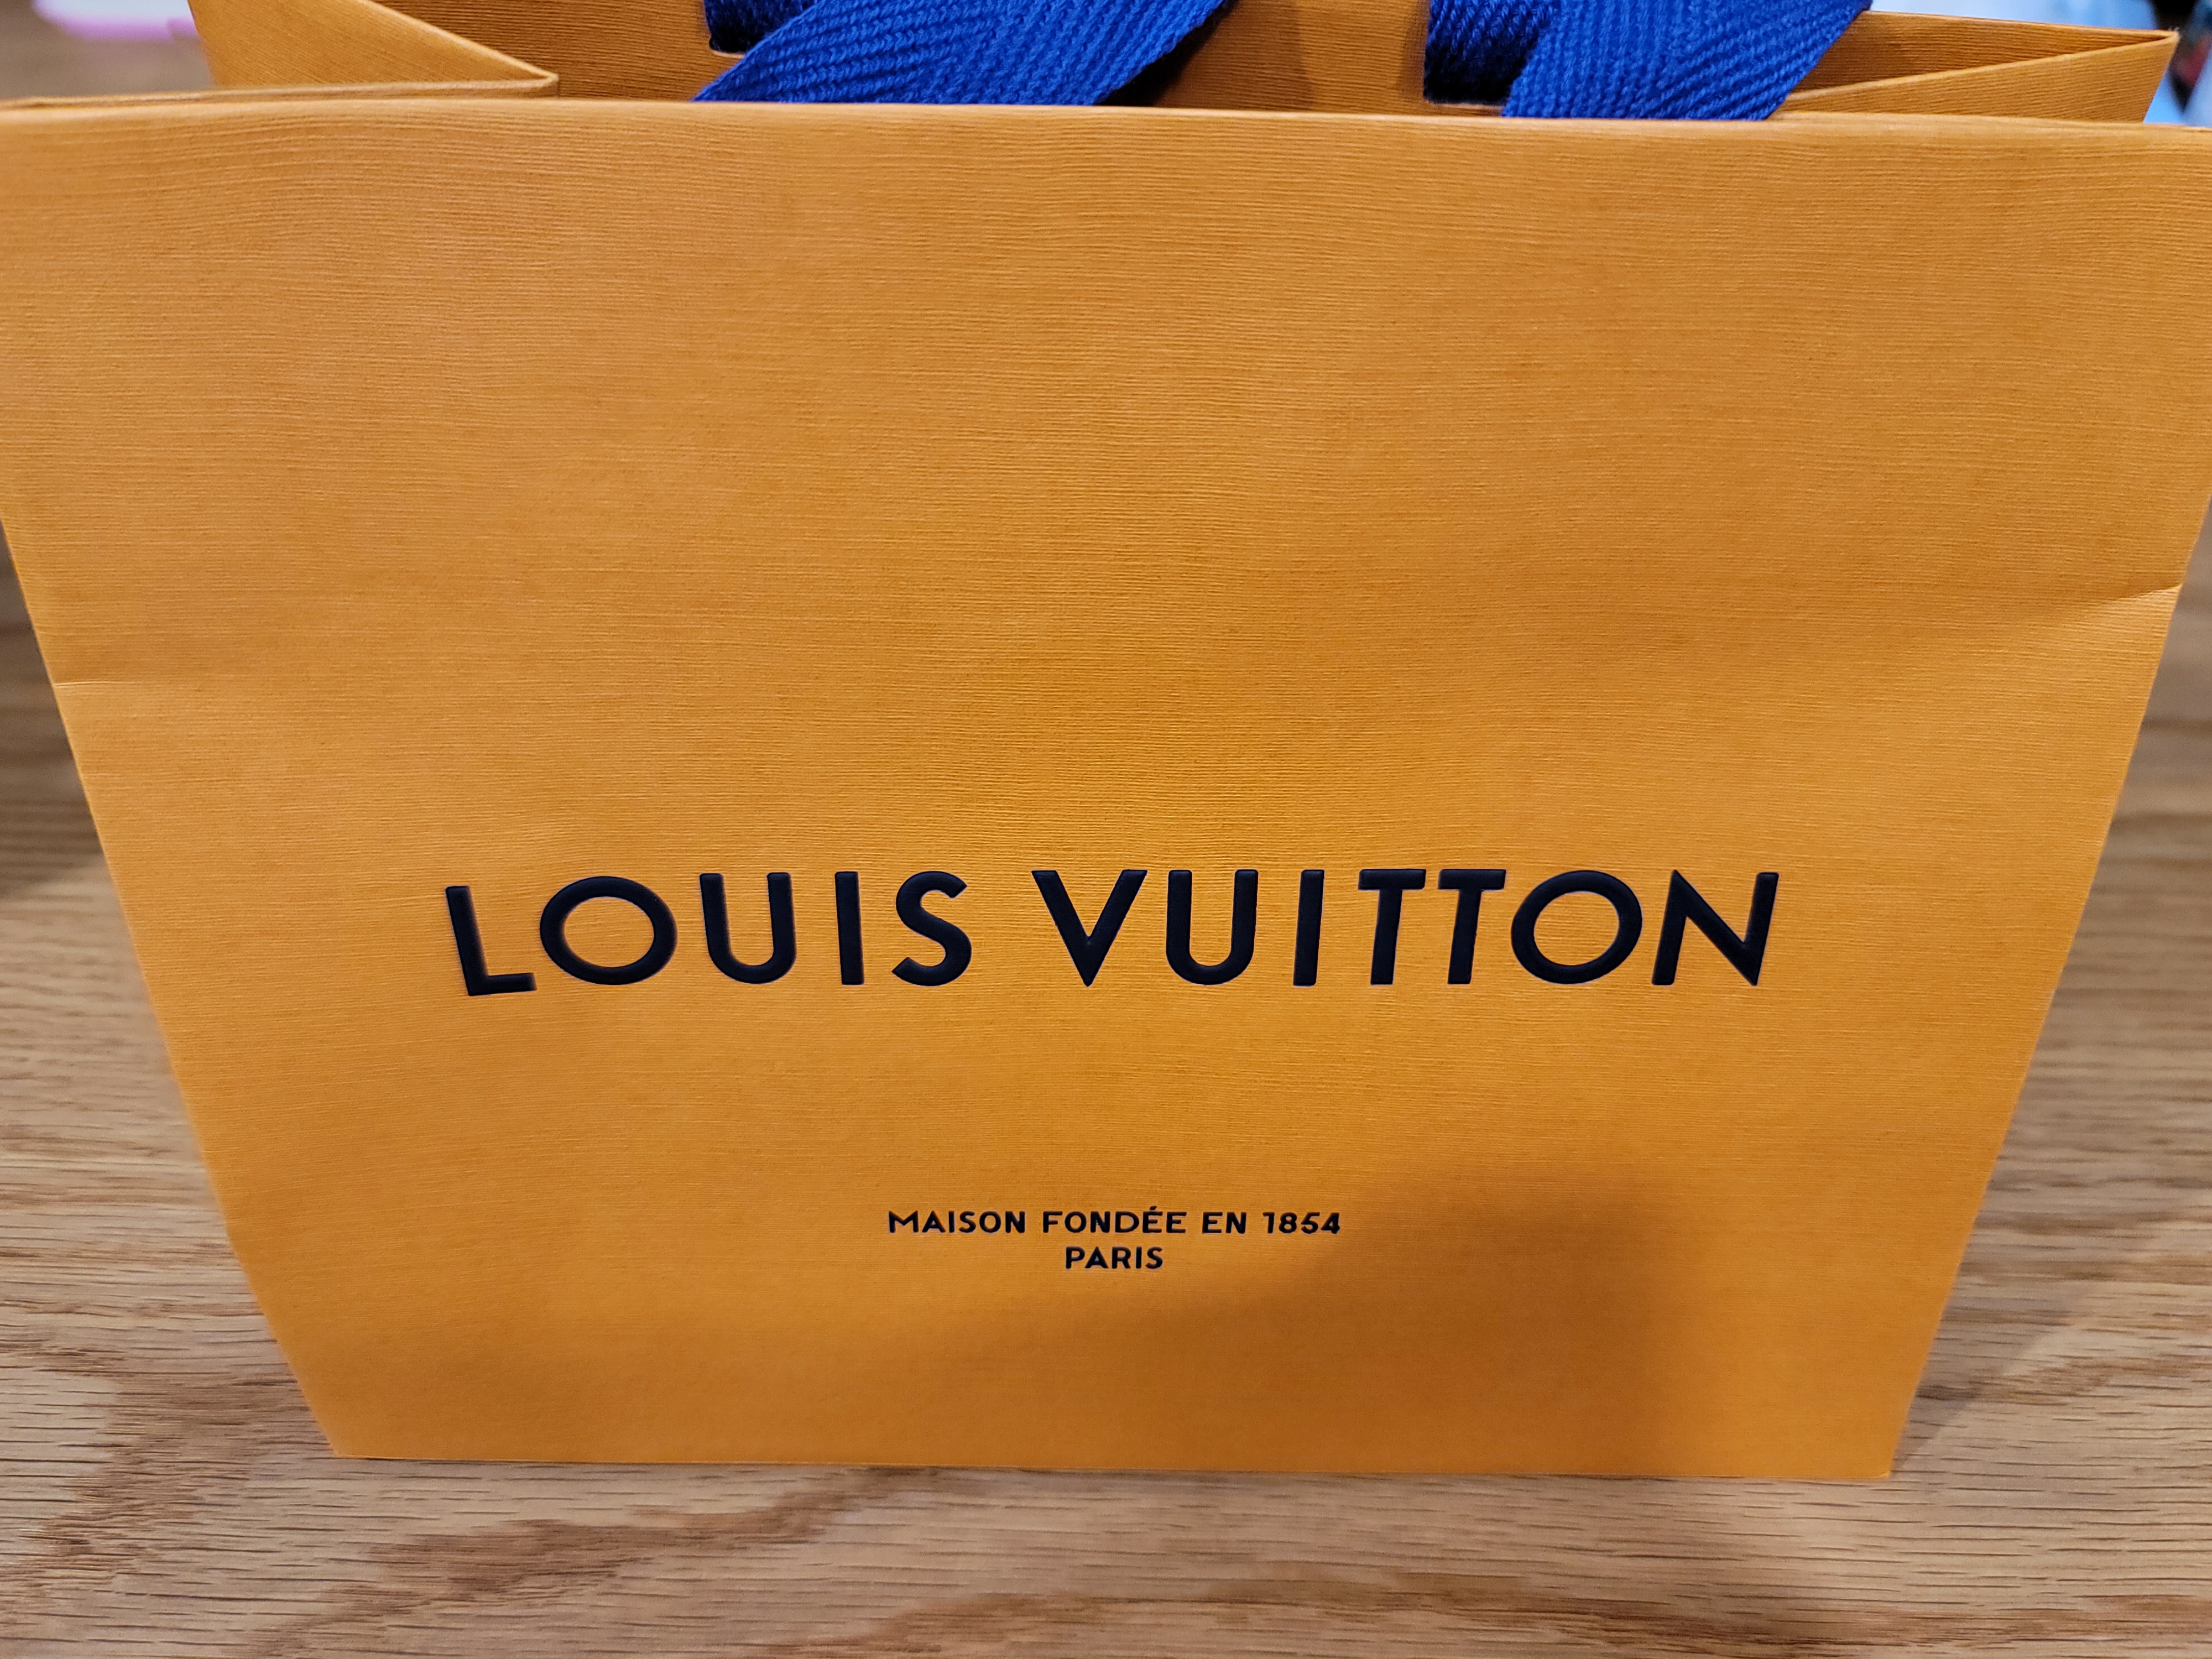 LOUIS VUITTON
MAISON FONDÉE EN 1854
PARIS